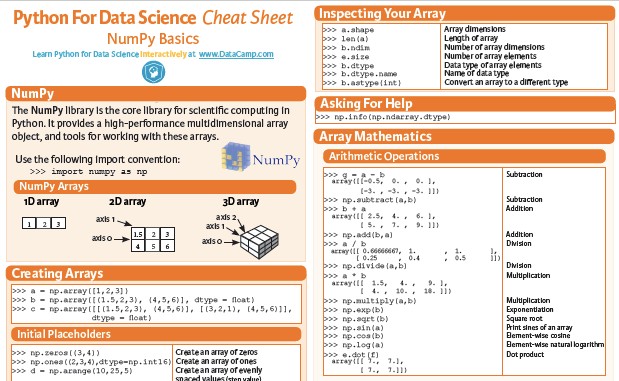 Python For Data Science Cheat Sheet
NumPy Basics
Learn Python for Data Science Interactively at www.DataCamp.com
NumPy
The NumPy library is the core library for scientific computing in
Python. It provides a high-performance multidimensional array
object, and tools for working with these arrays.
Use the following import convention:
>>> import numpy as np
NumPy
NumPy Arrays
1D array 2D array 3D array
1 2 3
axis 1
axis 0
1.5 2 3
4 5 6
axis 2
axis 1
axis 0
Creating Arrays
>>> a = np.array([1,2,3])
>>> b = np.array([(1.5,2,3), (4,5,6)], dtype = float)
>>> c = np.array([[(1.5,2,3), (4,5,6)], [(3,2,1), (4,5,6)]],
dtype = float)
Initial Placeholders
>>> np.zeros((3,4)) Create an array of zeros
>>> np.ones((2,3,4),dtype=np.int16) Create an array of ones
>>> d = np.arange(10,25,5) Create an array of evenly
spaced values (step value)
Inspecting Your Array
>>> a.shape Array dimensions
>>> len(a) Length of array
>>> b.ndim Number of array dimensions
>>> e.size Number of array elements
>>> b.dtype Data type of array elements
>>> b.dtype.name Name of data type
>>> b.astype(int) Convert an array to a different type
Asking For Help
>>> np.info(np.ndarray.dtype)
Array Mathematics
Arithmetic Operations
>>> g = a - b Subtraction
array([[-0.5, 0. , 0. ],
[-3. , -3. , -3. ]])
>>> np.subtract(a,b) Subtraction
>>> b + a Addition
array([[ 2.5, 4. , 6. ],
[ 5. , 7. , 9. ]])
>>> np.add(b,a) Addition
>>> a / b Division
array([[ 0.66666667, 1. , 1. ],
[ 0.25 , 0.4 , 0.5 ]])
>>> np.divide(a,b) Division
>>> a * b Multiplication
array([[ 1.5, 4. , 9. ],
[ 4. , 10. , 18. ]])
>>> np.multiply(a,b) Multiplication
>>> np.exp(b) Exponentiation
>>> np.sqrt(b) Square root
>>> np.sin(a) Print sines of an array
>>> np.cos(b) Element-wise cosine
>>> np.log(a) Element-wise natural logarithm
>>> e.dot(f) Dot product
array([[ 7., 7.],
[ 7., 7.]])